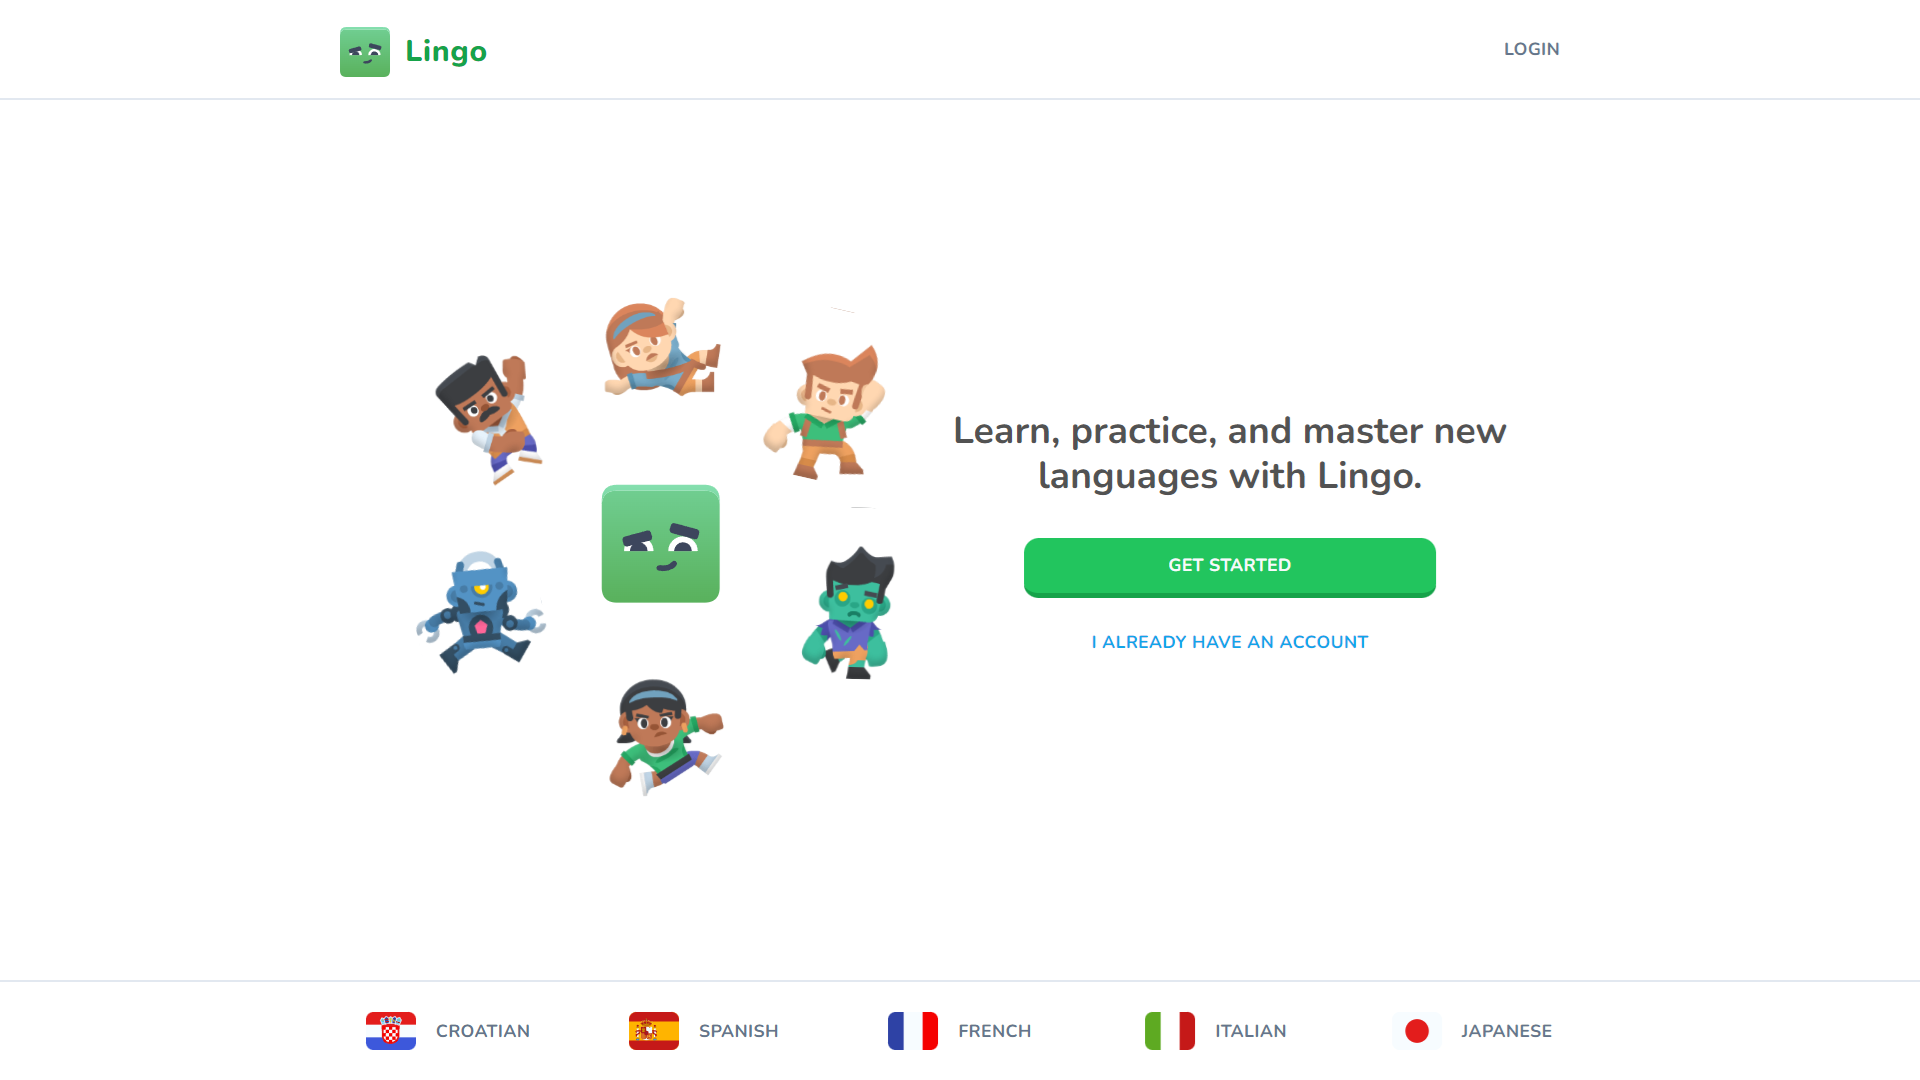 Lingo
LOGIN
Learn, practice, and master new
languages with Lingo.
GET STARTED
I ALREADY HAVE AN ACCOUNT
CROATIAN
SPANISH
FRENCH
ITALIAN
JAPANESE